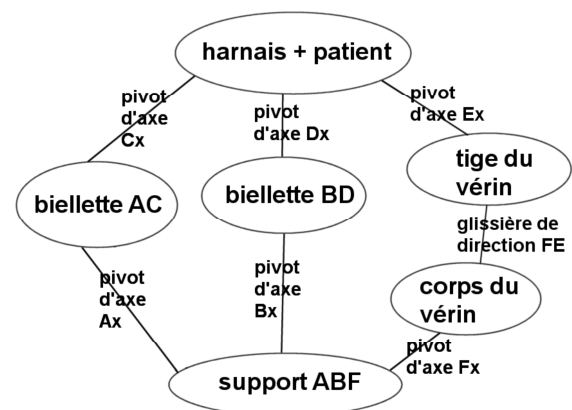 harnais + patient
pivot
d'axe
Cx
pivot
d'axe Dx
pivot
d'axe Ex
biellette AC
biellette BD
tige du
vérin
glissière de
direction FE
pivot
d'axe
Ax
pivot
d'axe
Bx
corps du
vérin
pivot
d'axe Fx
support ABF